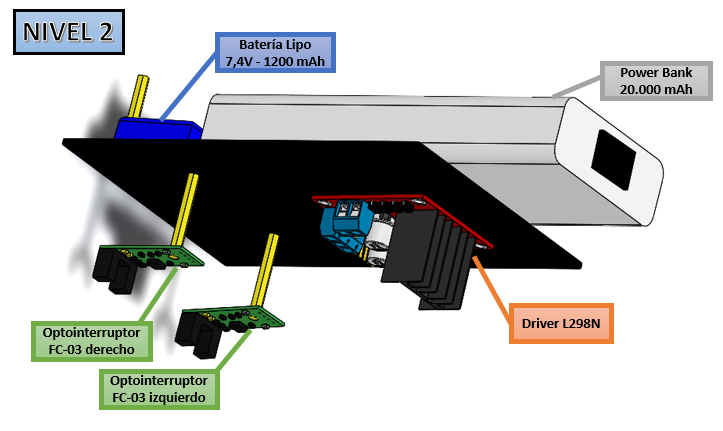 NIVEL 2
Batería Lipo
7,4V - 1200 mAh
Power Bank
20.000 mAh
Driver L298N
Optointerruptor
FC-03 derecho
Optointerruptor
FC-03 izquierdo